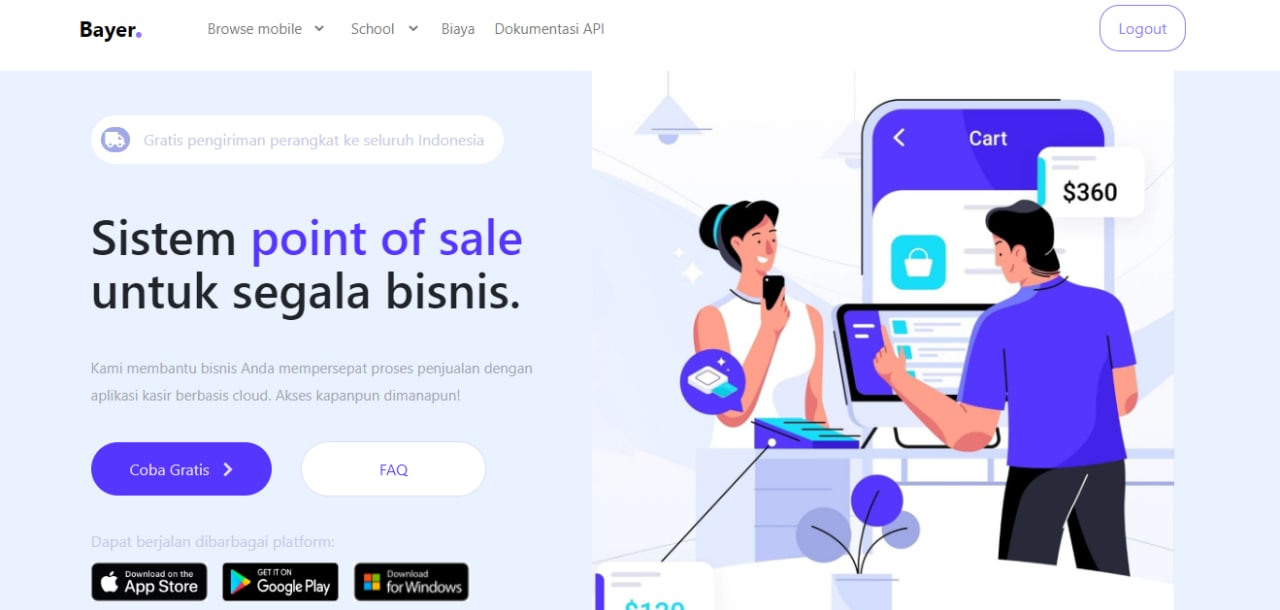 Bayer.
Browse mobile
School
Biaya
Dokumentasi API
Logout
Gratis pengiriman perangkat ke seluruh Indonesia
Sistem point of sale
untuk segala bisnis.
Kami membantu bisnis Anda mempersepat proses penjualan dengan
aplikasi kasir berbasis cloud. Akses kapanpun dimanapun!
Coba Gratis
FAQ
Dapat berjalan dibarbagai platform:
Download on the
App Store
GET IT ON
Google Play
Download
for Windows
Cart
$360
$120